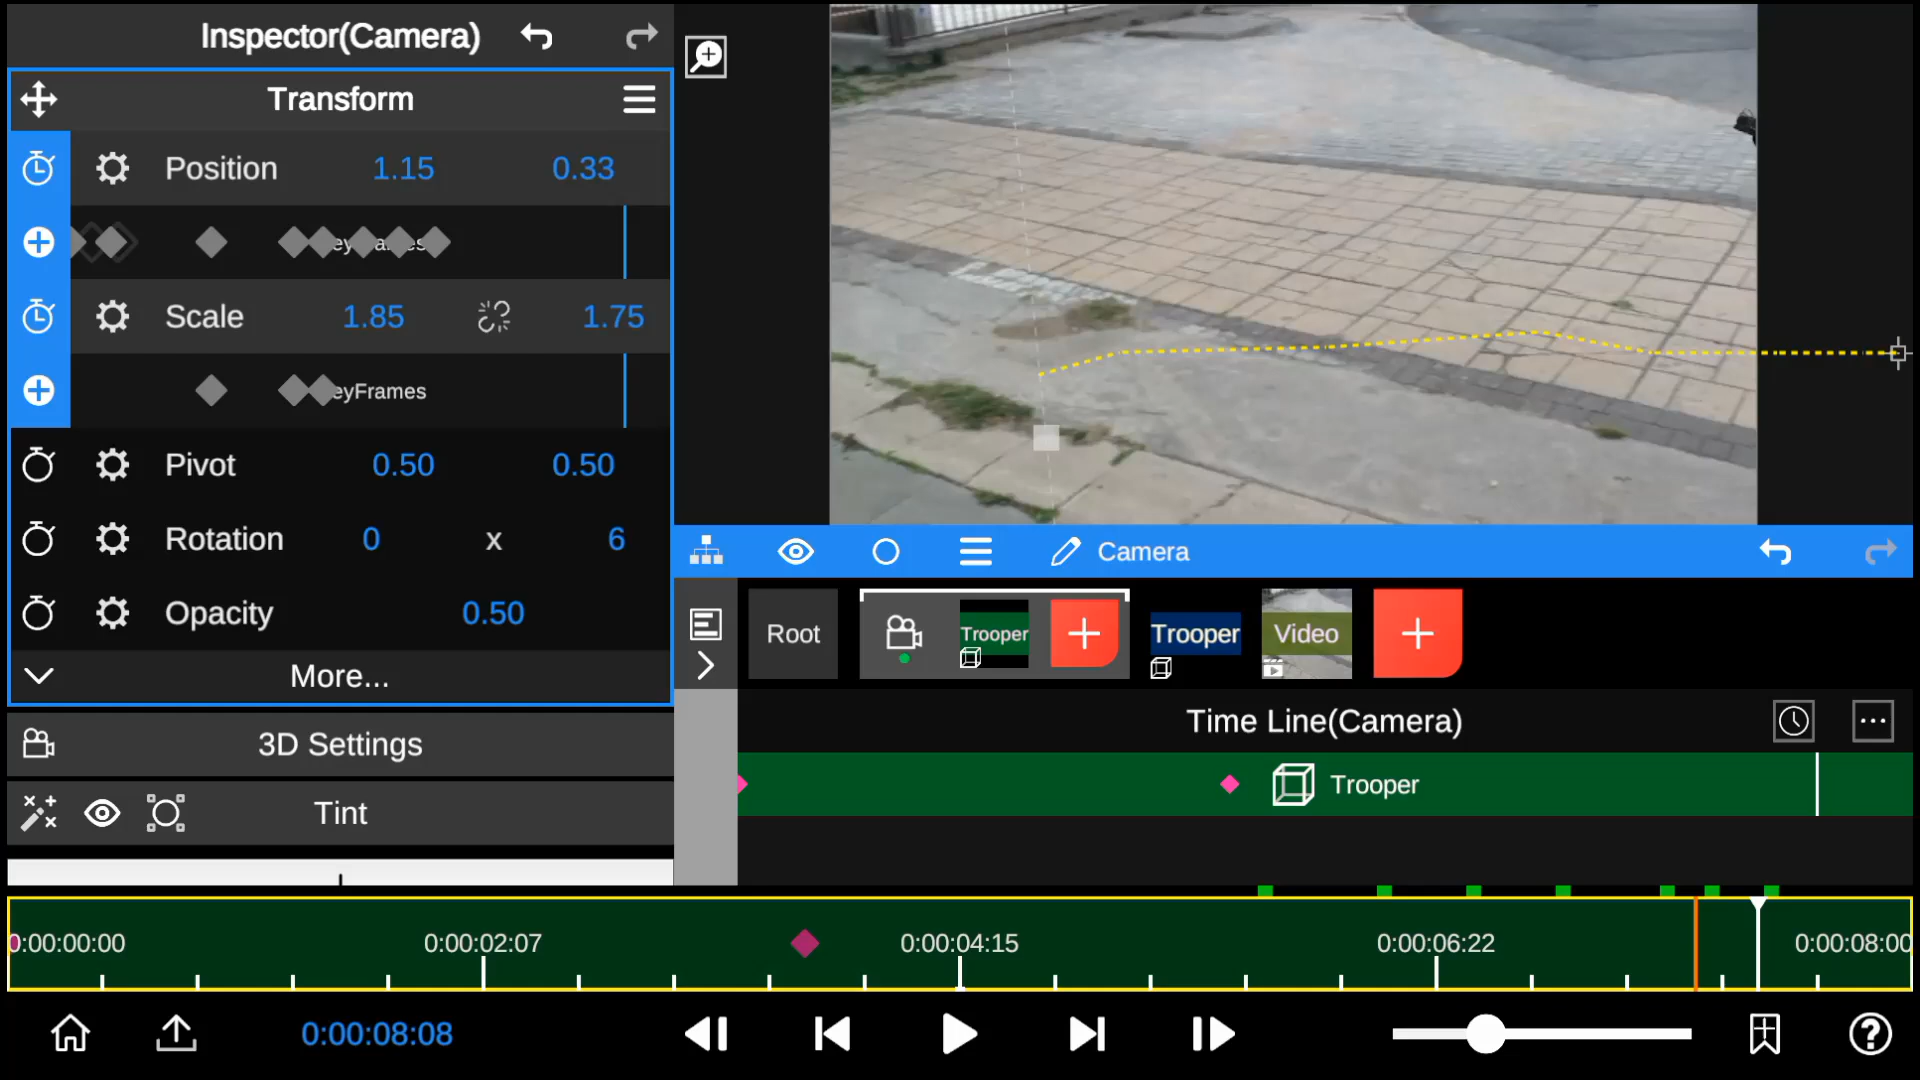 Inspector(Camera)
Transform
Position 1.15 0.33
Scale 1.85 1.75
eyFrames
Pivot 0.50 0.50
Rotation 0 x 6
Opacity 0.50
More...
3D Settings
Tint
Camera
Root
Trooper
Trooper
Video
Time Line(Camera)
Trooper
0:00:00:00 0:00:02:07 0:00:04:15 0:00:06:22 0:00:08:00
0:00:08:08